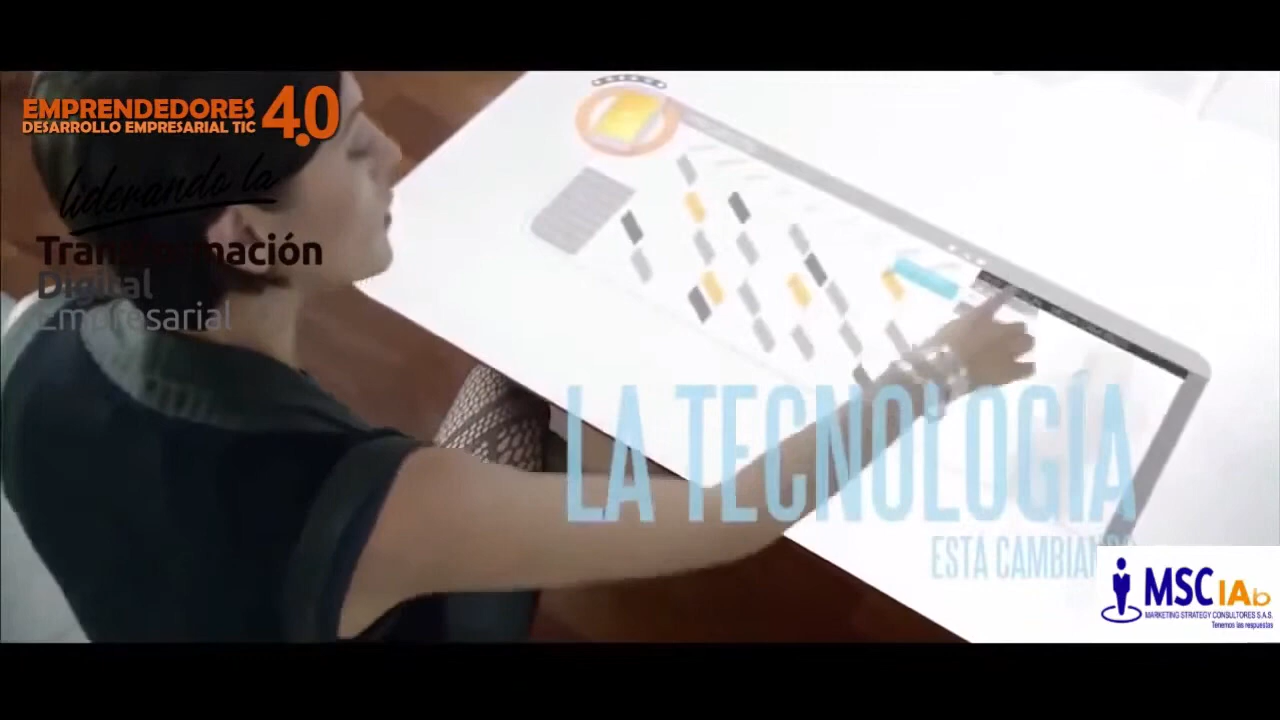 EMPRENDEDORES 4.0
DESARROLLO EMPRESARIAL TIC
liderando la
Transformación
Digital
Empresarial
LA TECNOLOGÍA
ESTÁ
MSC IAb
MARKETING STRATEGY CONSULTORES S.A.S.
Tenemos las respuestas